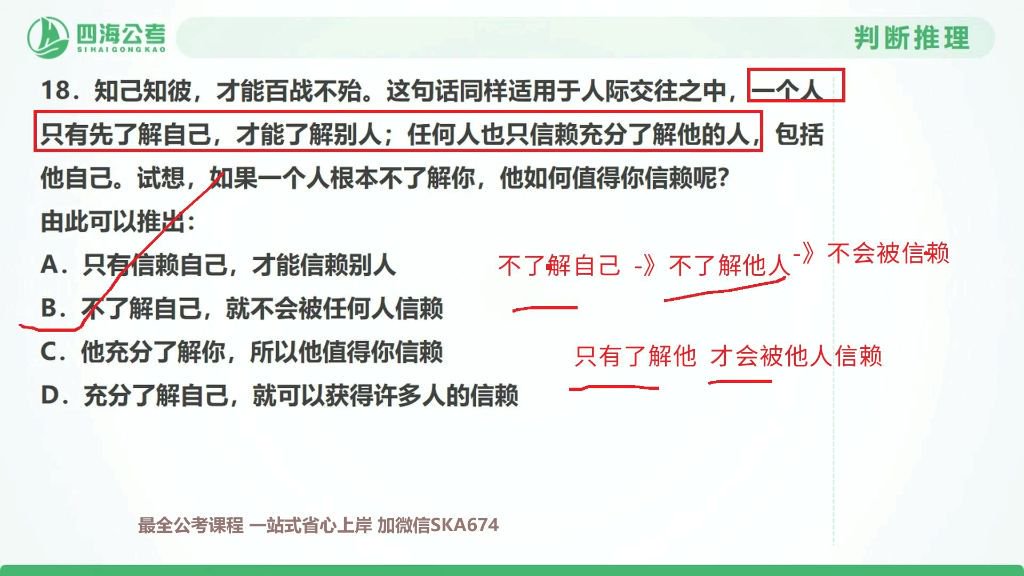 四海公考
SIHAIGONGKAO
判断推理
18. 知己知彼，才能百战不殆。这句话同样适用于人际交往之中，一个人
只有先了解自己，才能了解别人；任何人也只信赖充分了解他的人，包括
他自己。试想，如果一个人根本不了解你，他如何值得你信赖呢？
由此可以推出：
A. 只有信赖自己，才能信赖别人
不了解自己 -》不了解他人 -》不会被信赖
B. 不了解自己，就不会被任何人信赖
C. 他充分了解你，所以他值得你信赖
只有了解他 才会被他人信赖
D. 充分了解自己，就可以获得许多人的信赖
最全公考课程 一站式省心上岸 加微信SKA674